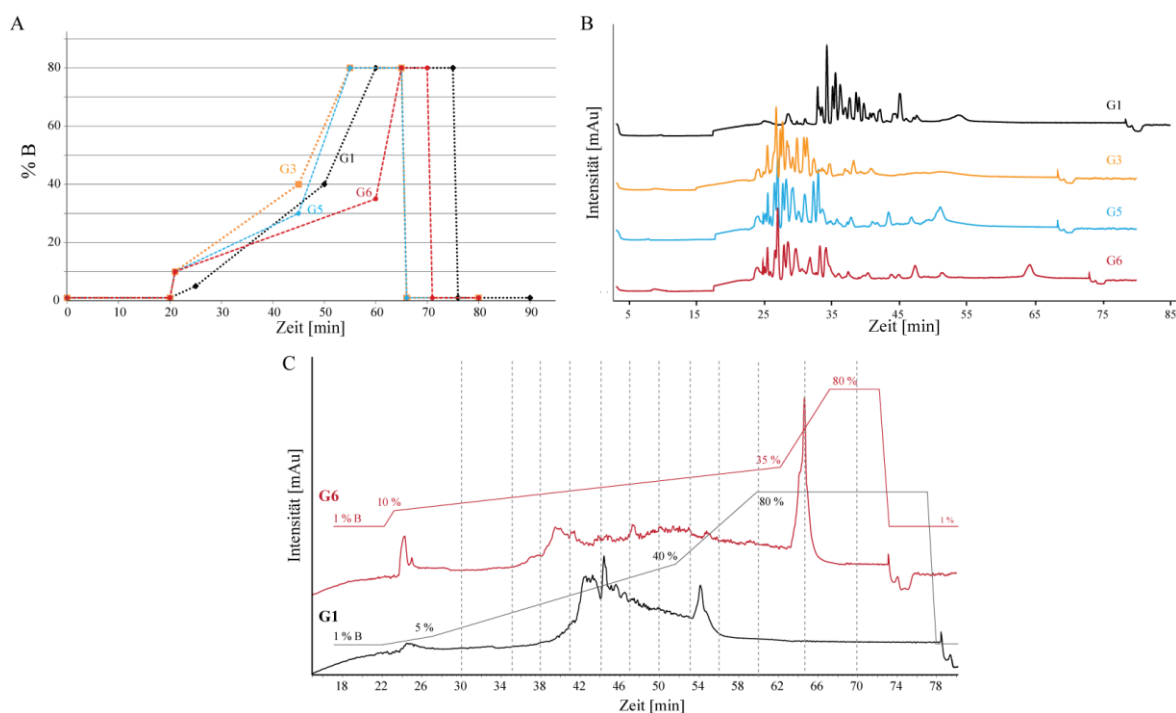 A
% B
80
60
40
20
0
G3
G1
G5
G6
0
10
20
30
40
50
60
70
80
90
Zeit [min]
B
Intensität [mAu]
G1
G3
G5
G6
5
25
45
55
65
75
85
Zeit [min]
C
Intensität [mAu]
80 %
35 %
10 %
G6
1 % B
80 %
1 %
40 %
G1
5 %
1 % B
18
22
26
30
34
38
42
46
50
54
58
62
66
70
74
78
Zeit [min]